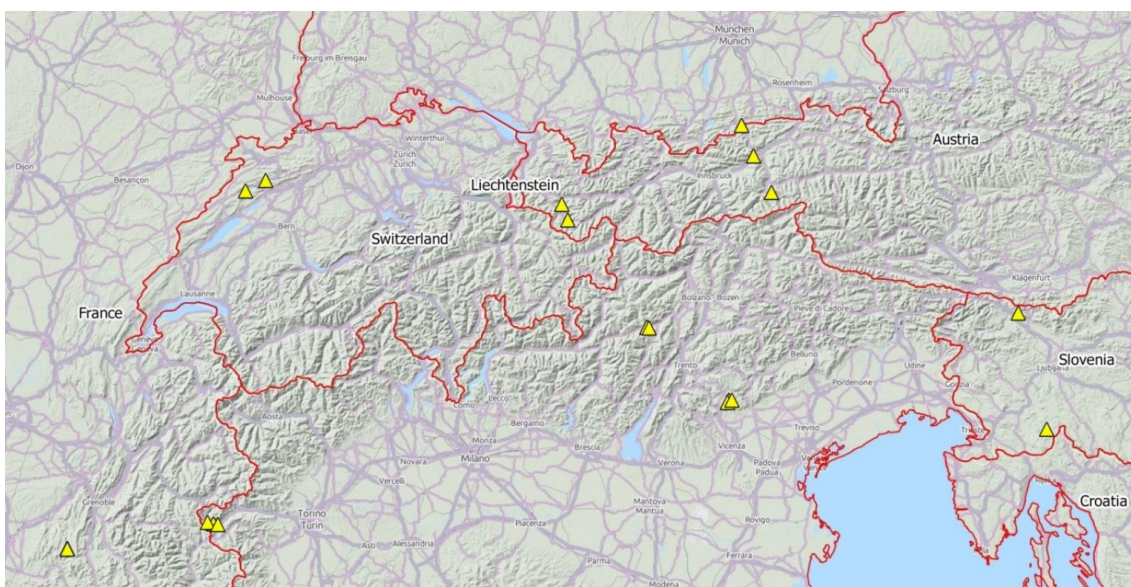 München
Munich
Freiburg im Breisgau
Rosenheim
Salzburg
Mulhouse
Basel
Winterthur
Austria
Zürich
Zürich
Dijon
Besançon
Innsbruck
Liechtenstein
Bern
Switzerland
Klagenfurt
Lausanne
Bolzano - Bozen
France
Pieve di Cadore
Slovenia
Belluno
Trento
Ljubljana
Udine
Pordenone
Gorizia
Aosta
Lecco
Como
Bergamo
Treviso
Trieste
Monza
Vicenza
Brescia
Novara
Milano
Verona
Padova
Padua
Vercelli
Croatia
Grenoble
Mantova
Mantua
Torino
Turin
Piacenza
Rovigo
Asti
Alessandria
Parma
Ferrara
Modena